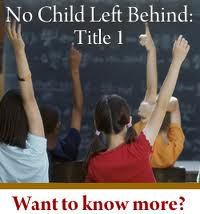 No Child Left Behind:
Title 1
Want to know more?